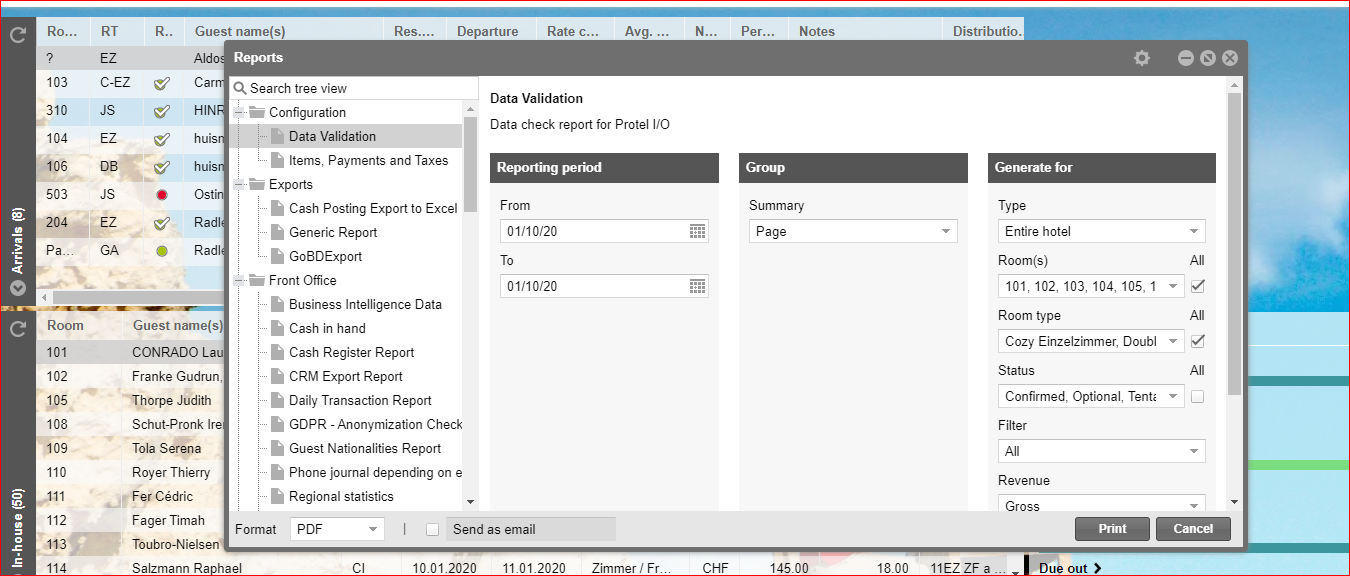 Ro... RT R.. Guest name(s) Res.... Departure Rate c... Avg. ... N... Per... Notes Distributio..
? EZ Aldos
103 C-EZ Carm
310 JS HINR
104 EZ huisn
106 DB huisn
503 JS Ostin
204 EZ Radle
Pa... GA Radle
Arrivals (8)
Room Guest name(s)
101 CONRADO Lau
102 Franke Gudrun,
105 Thorpe Judith
108 Schut-Pronk Iren
109 Tola Serena
110 Royer Thierry
111 Fer Cédric
112 Fager Timah
113 Toubro-Nielsen
114 Salzmann Raphael CI 10.01.2020 11.01.2020 Zimmer / Fr... CHF 145.00 18.00 11EZ ZF a ...
In-house (50)
Due out
Reports
Search tree view
Configuration
Data Validation
Items, Payments and Taxes
Exports
Cash Posting Export to Excel
Generic Report
GoBDExport
Front Office
Business Intelligence Data
Cash in hand
Cash Register Report
CRM Export Report
Daily Transaction Report
GDPR - Anonymization Check
Guest Nationalities Report
Phone journal depending on e
Regional statistics
Data Validation
Data check report for Protel I/O
Reporting period
From
01/10/20
To
01/10/20
Group
Summary
Page
Generate for
Type
Entire hotel
Room(s) All
101, 102, 103, 104, 105, 1
Room type All
Cozy Einzelzimmer, Doubl
Status All
Confirmed, Optional, Tenta
Filter
All
Revenue
Gross
Format PDF | Send as email
Print Cancel